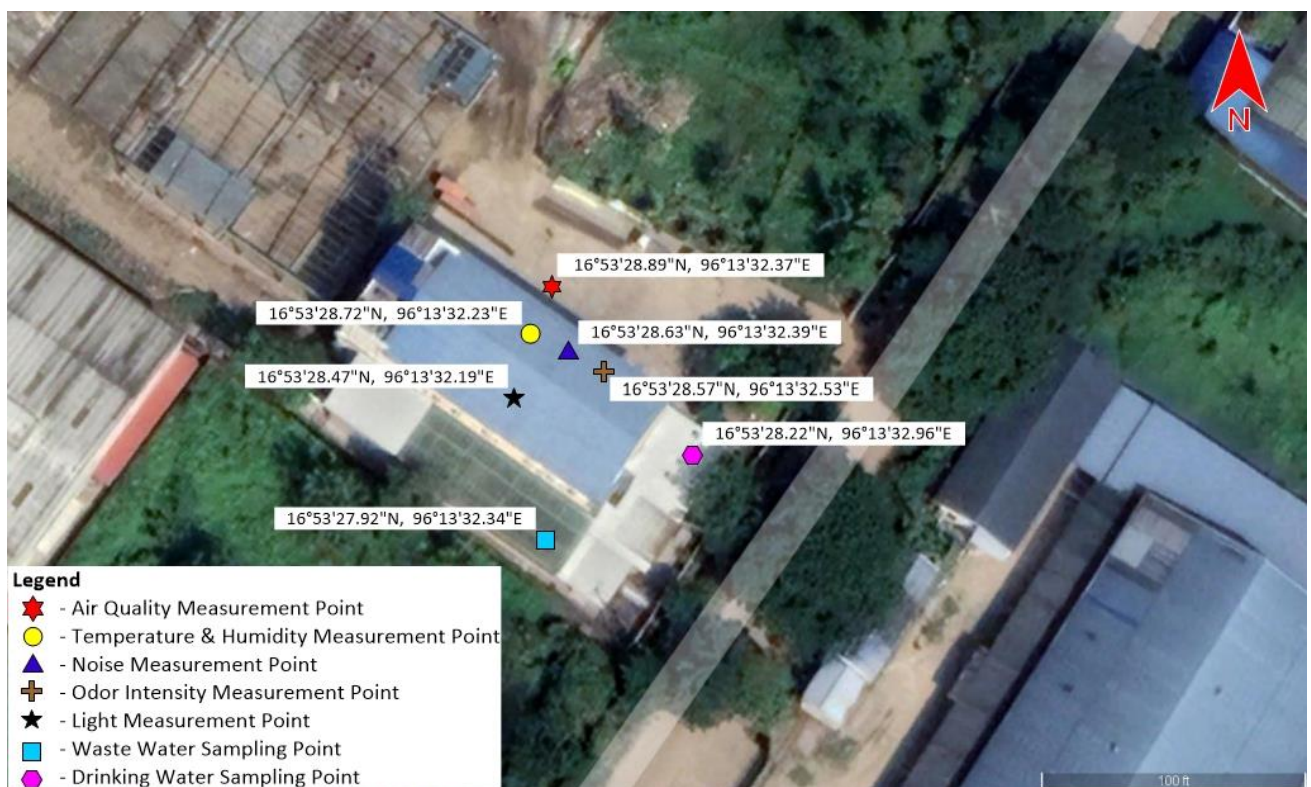 N
16°53'28.89"N, 96°13'32.37"E
16°53'28.72"N, 96°13'32.23"E
16°53'28.63"N, 96°13'32.39"E
16°53'28.47"N, 96°13'32.19"E
16°53'28.57"N, 96°13'32.53"E
16°53'28.22"N, 96°13'32.96"E
16°53'27.92"N, 96°13'32.34"E
Legend
- Air Quality Measurement Point
- Temperature & Humidity Measurement Point
- Noise Measurement Point
- Odor Intensity Measurement Point
- Light Measurement Point
- Waste Water Sampling Point
- Drinking Water Sampling Point
100 ft